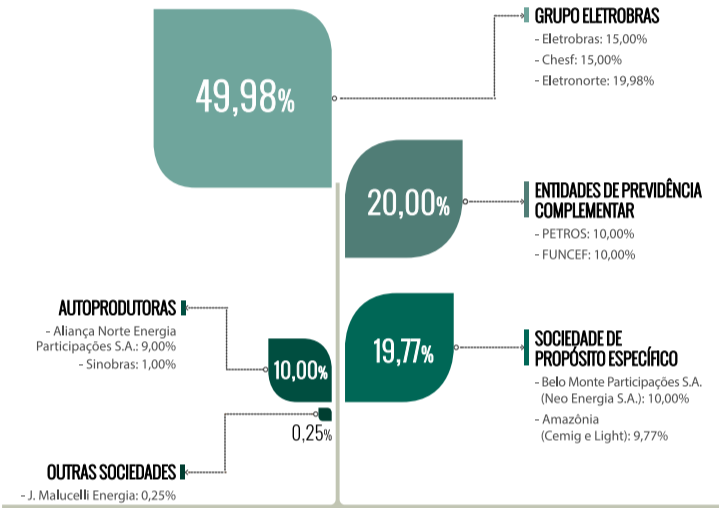 49,98%
GRUPO ELETROBRAS
- Eletrobras: 15,00%
- Chesf: 15,00%
- Eletronorte: 19,98%
20,00%
ENTIDADES DE PREVIDÊNCIA
COMPLEMENTAR
- PETROS: 10,00%
- FUNCEF: 10,00%
AUTOPRODUTORAS
- Aliança Norte Energia
Participações S.A.: 9,00%
- Sinobras: 1,00%
10,00%
19,77%
SOCIEDADE DE
PROPÓSITO ESPECÍFICO
- Belo Monte Participações S.A.
(Neo Energia S.A.): 10,00%
- Amazônia
(Cemig e Light): 9,77%
0,25%
OUTRAS SOCIEDADES
- J. Malucelli Energia: 0,25%